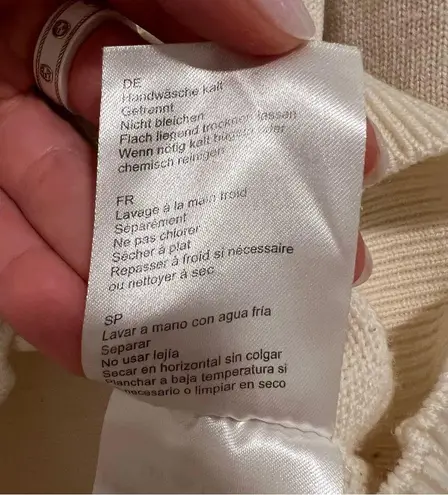 DE
Handwäsche kalt
Getrennt
Nicht bleichen
Flach liegend trocknen lassen
Wenn nötig kalt bügeln oder
chemisch reinigen
FR
Lavage à la main froid
Séparément
Ne pas chlorer
Sécher à plat
Repasser à froid si nécessaire
ou nettoyer à sec
SP
Lavar a mano con agua fría
Separar
No usar lejía
Secar en horizontal sin colgar
Planchar a baja temperatura si
necesario o limpiar en seco